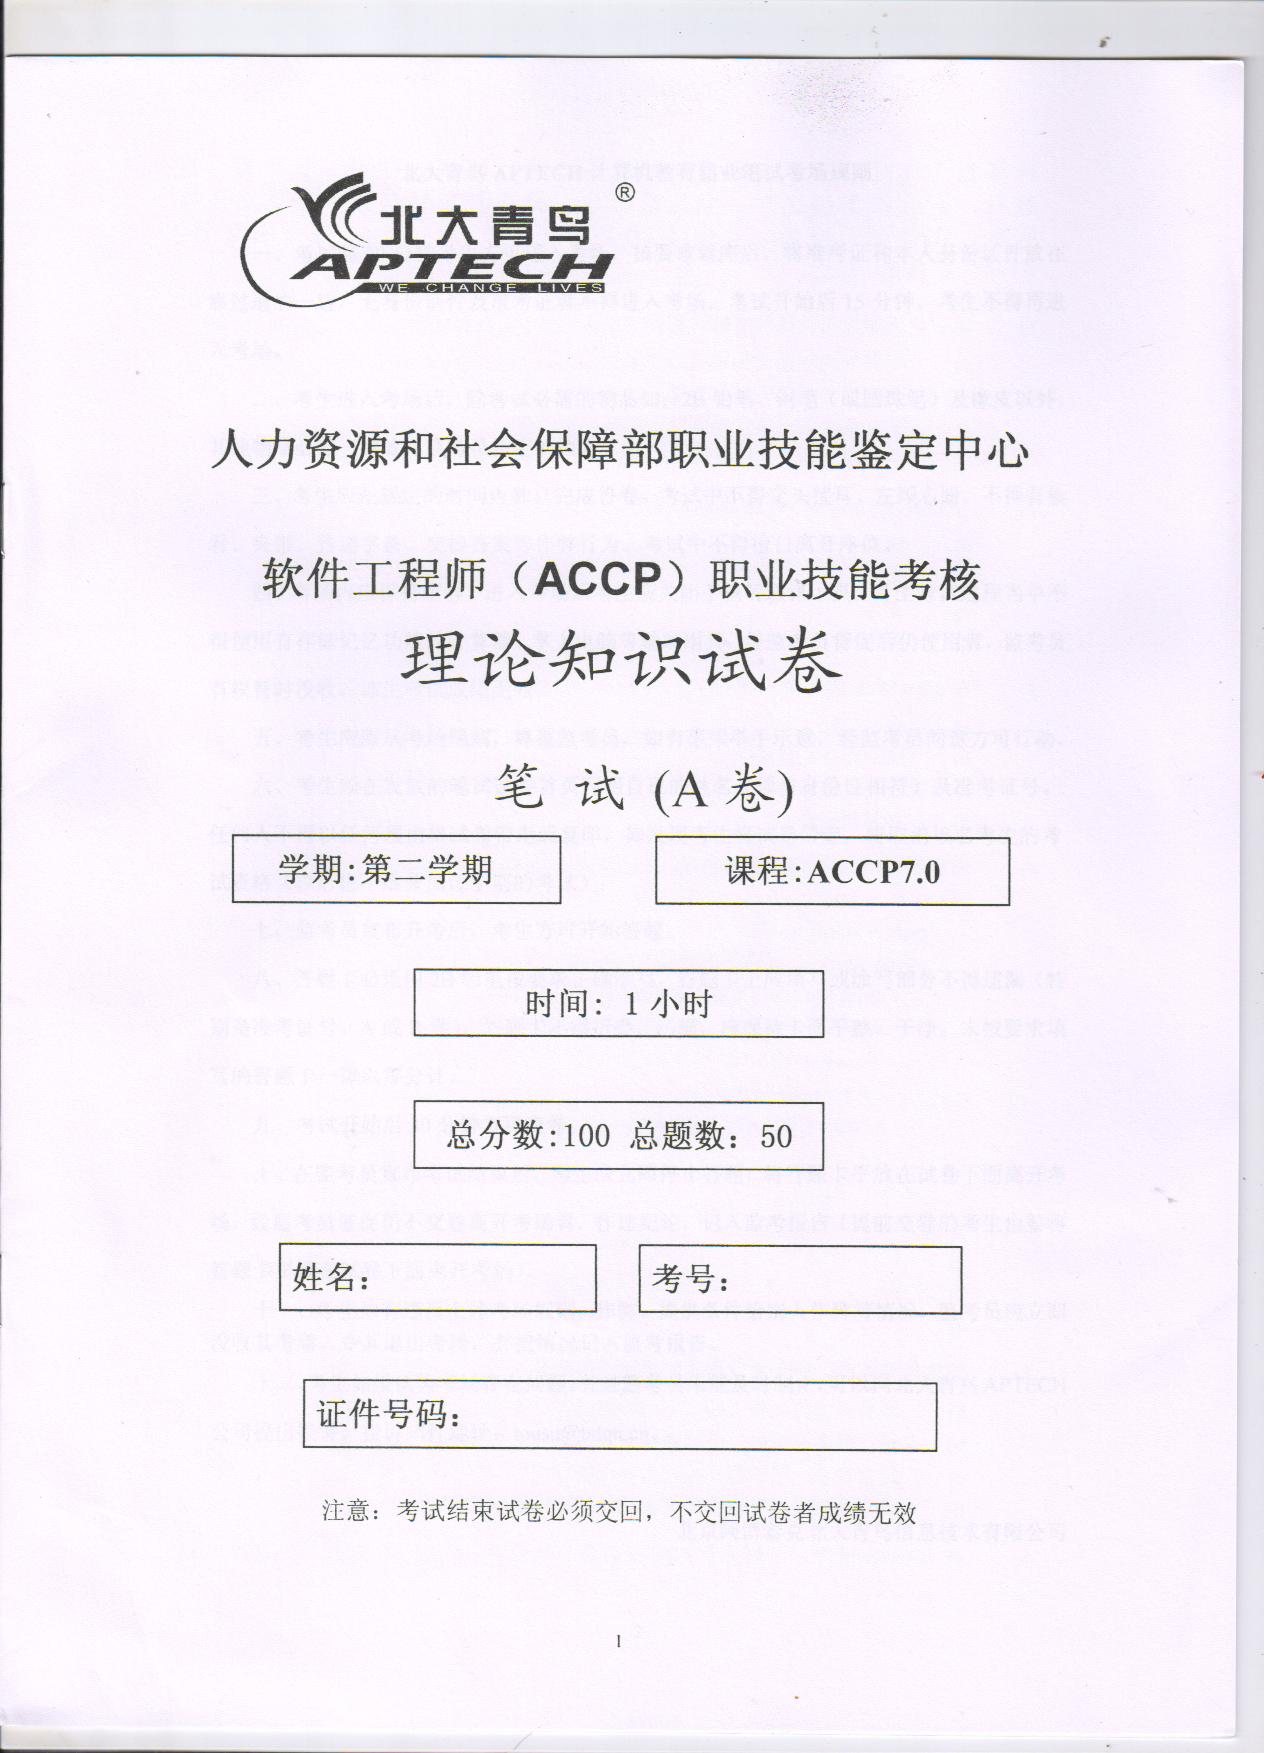 北大青鸟®
APTECH
WE CHANGE LIVES
人力资源和社会保障部职业技能鉴定中心
软件工程师（ACCP）职业技能考核
理论知识试卷
笔 试 (A 卷)
学期:第二学期
课程:ACCP7.0
时间: 1 小时
总分数:100 总题数: 50
姓名:
考号:
证件号码:
注意: 考试结束试卷必须交回, 不交回试卷者成绩无效
1